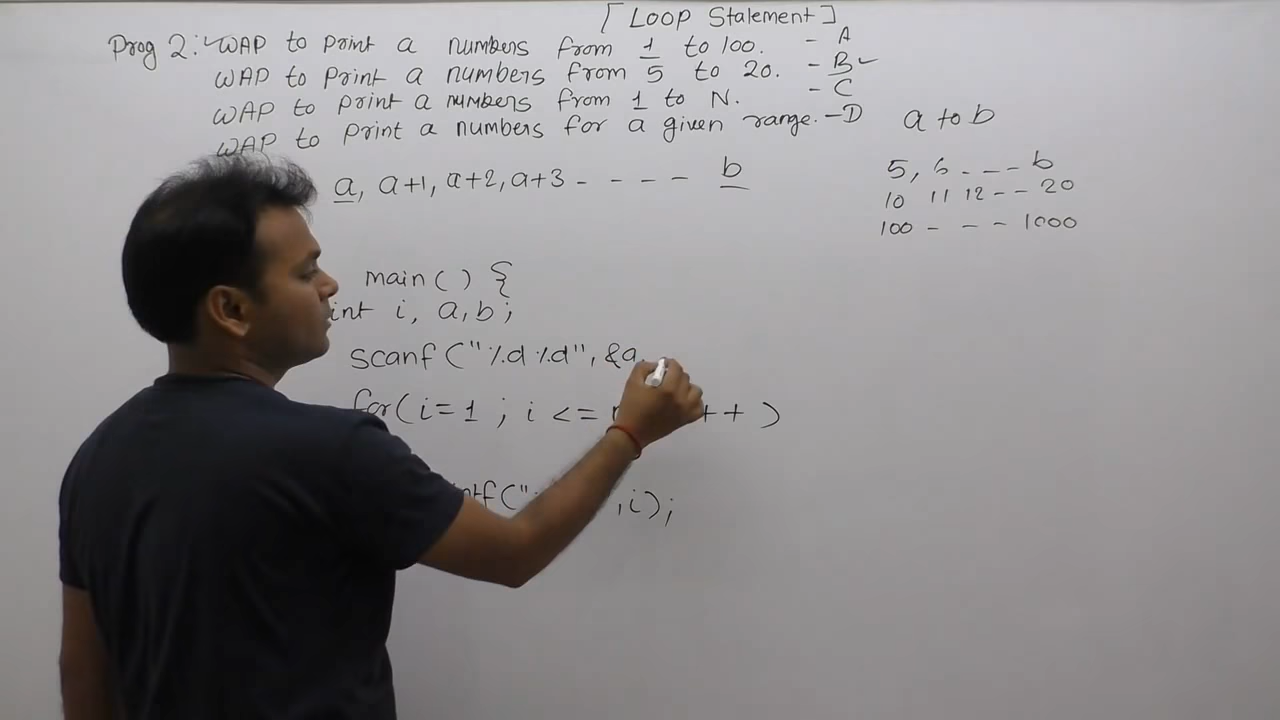 [Loop Statement]
Prog 2: ✓ WAP to print a numbers from 1 to 100. - A
WAP to print a numbers from 5 to 20. - B ✓
WAP to print a numbers from 1 to N. - C
WAP to print a numbers for a given range. - D a to b
a, a+1, a+2, a+3 - - - - b
5, 6 - - - b
10 11 12 - - 20
100 - - - 1000
main( ) {
int i, a, b;
scanf("%d %d", &a,
for( i = 1 ; i <= ++ )
ntf(" ,i);